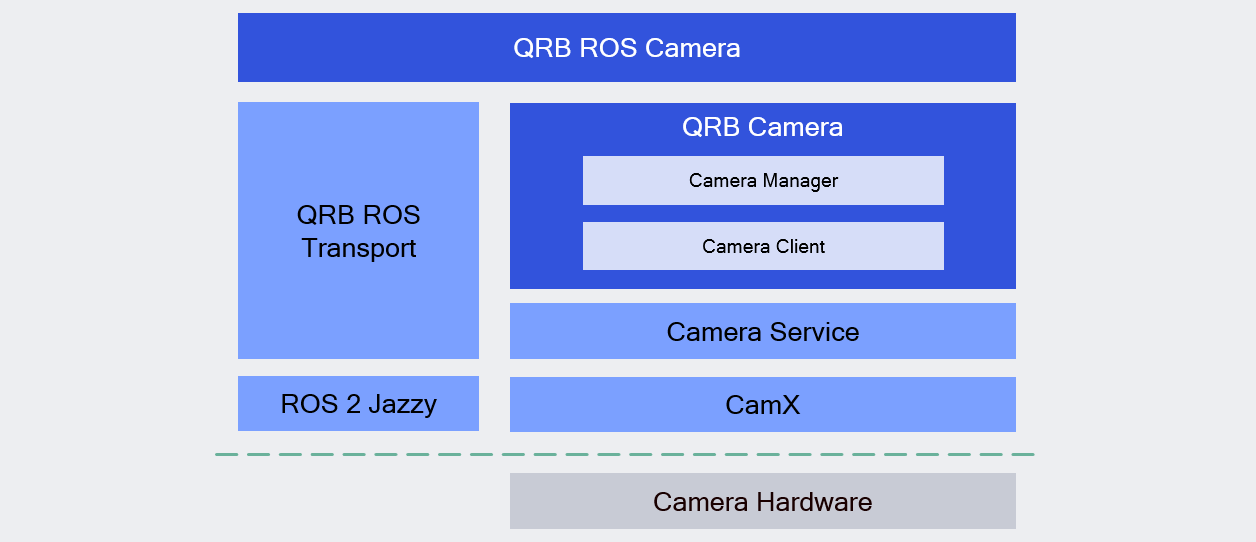 QRB ROS Camera
QRB ROS
Transport
QRB Camera
Camera Manager
Camera Client
Camera Service
ROS 2 Jazzy
CamX
Camera Hardware